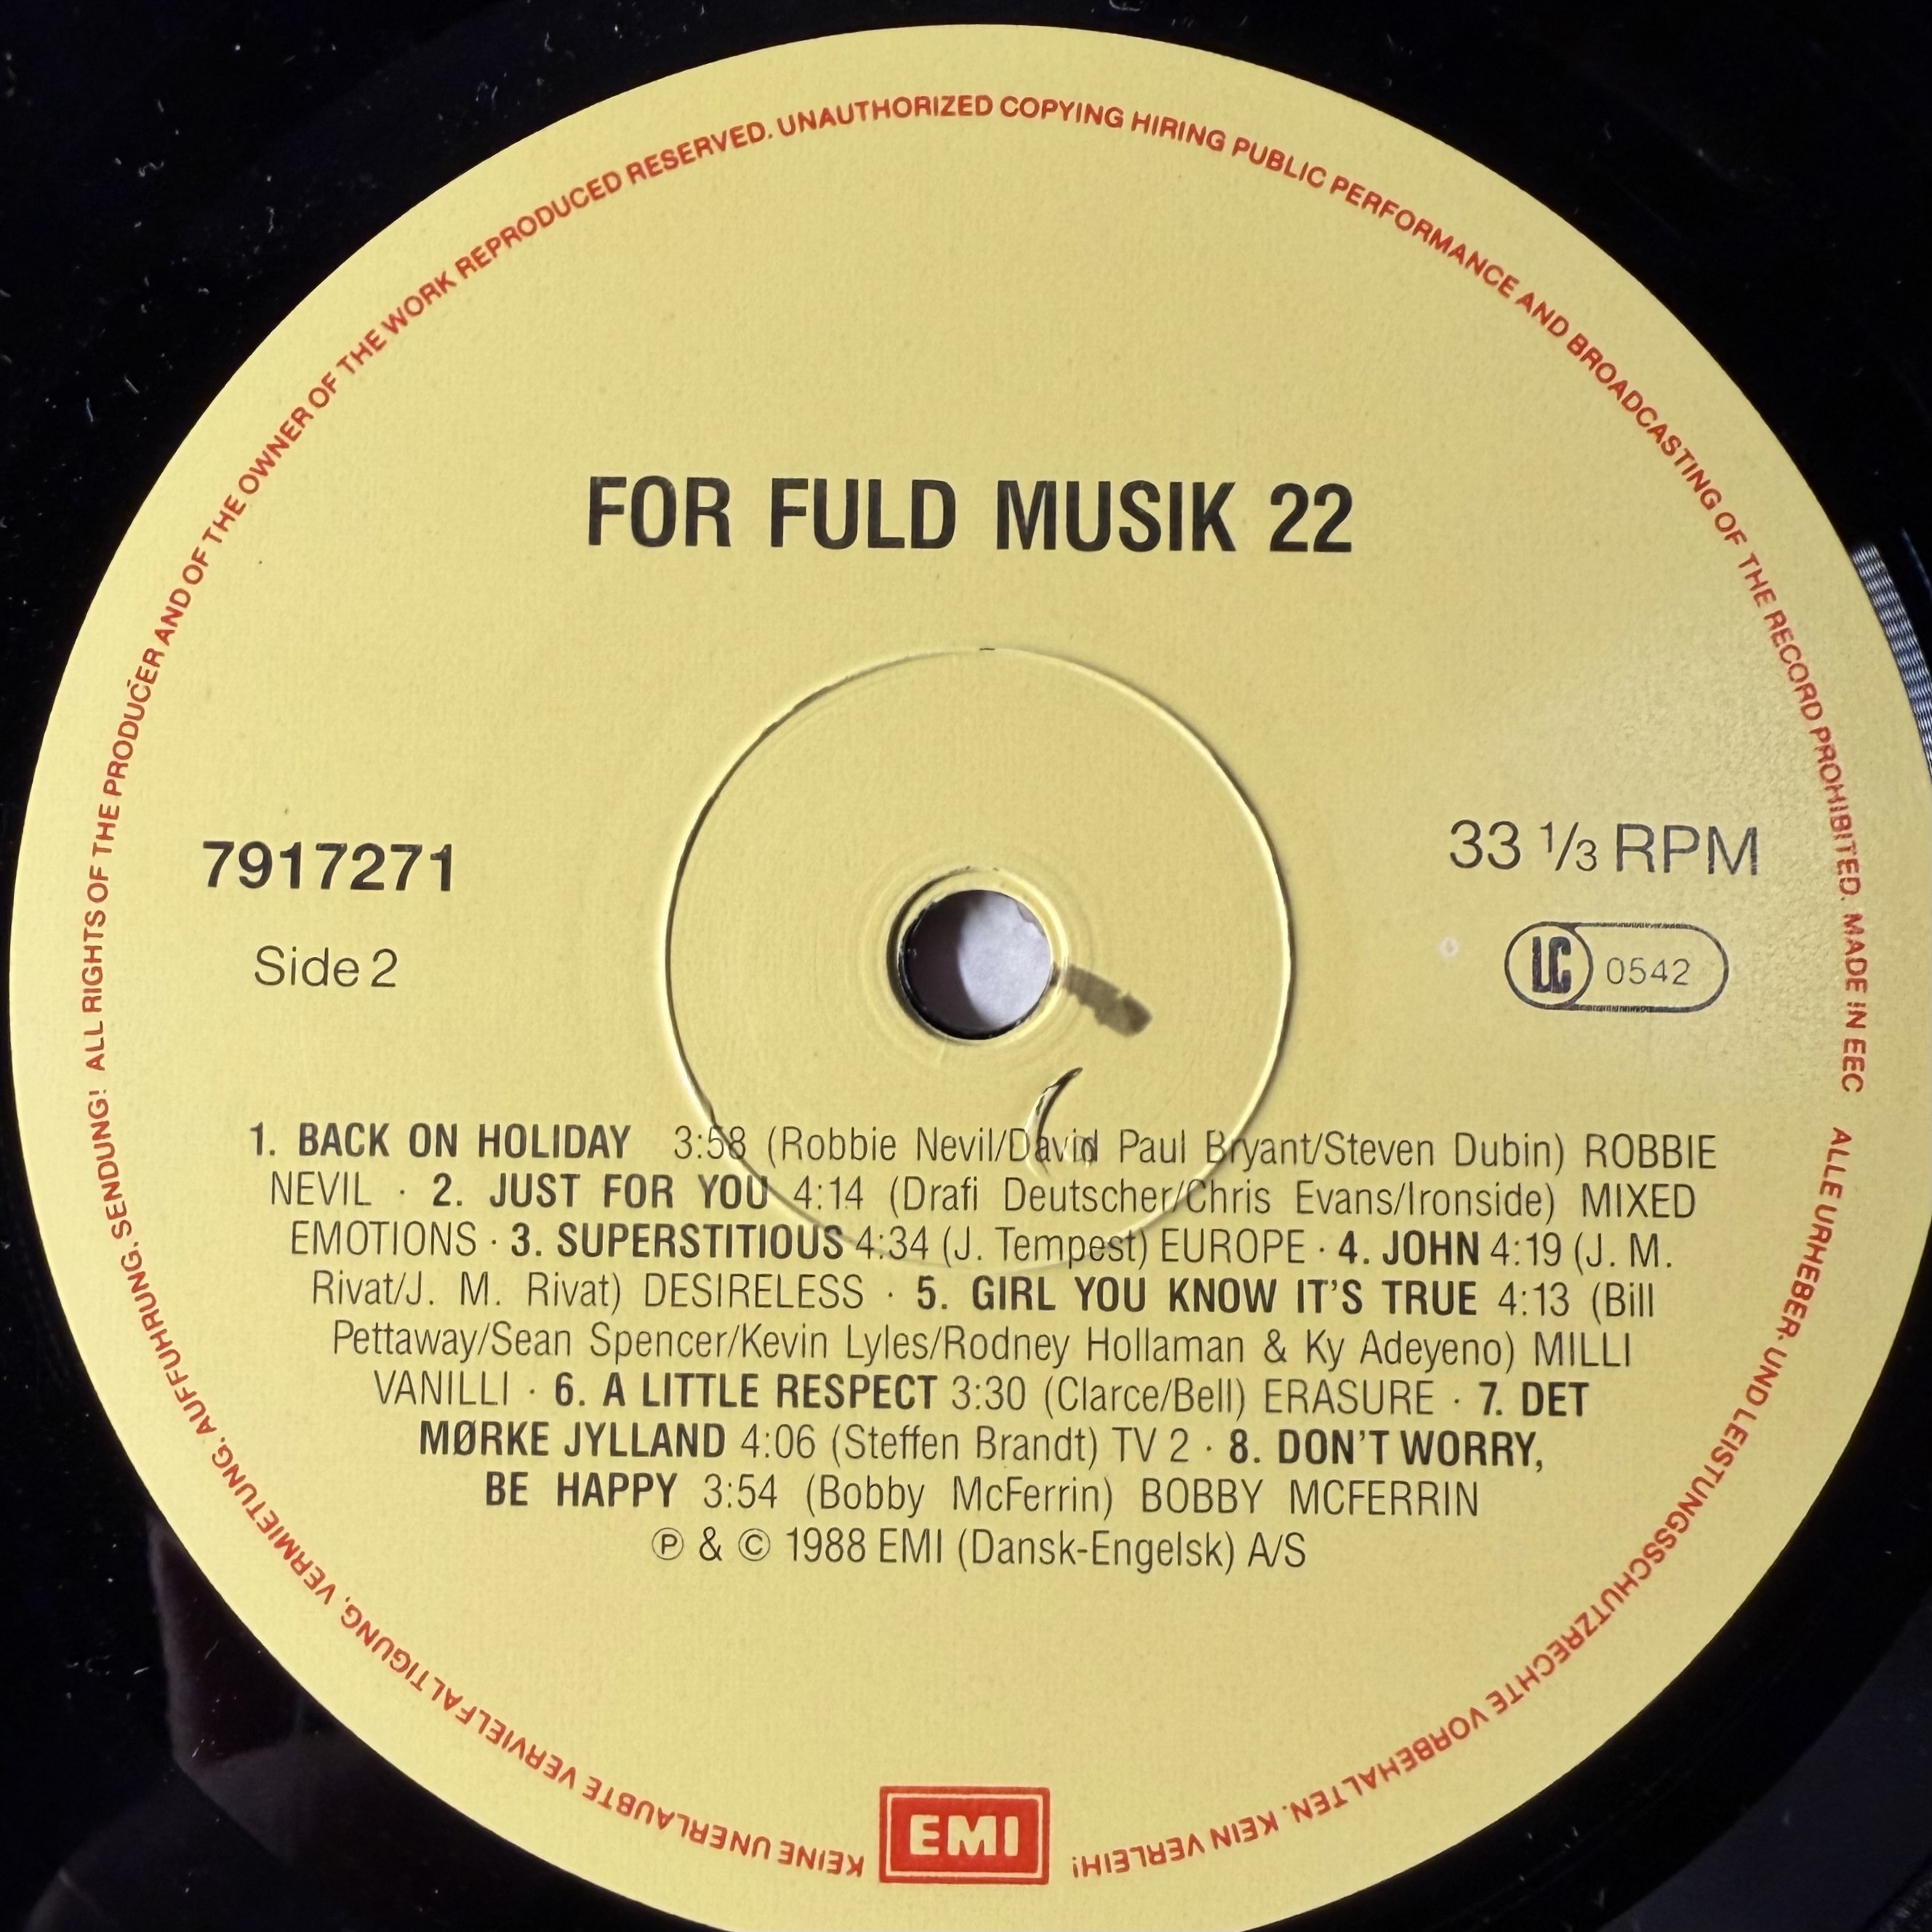 ALL RIGHTS OF THE PRODUCER AND OF THE OWNER OF THE WORK REPRODUCED RESERVED. UNAUTHORIZED COPYING HIRING PUBLIC PERFORMANCE AND BROADCASTING OF THE RECORD PROHIBITED. MADE IN EEC
FOR FULD MUSIK 22
7917271
33 1/3 RPM
Side 2
LC 0542
1. BACK ON HOLIDAY 3:58 (Robbie Nevil/David Paul Bryant/Steven Dubin) ROBBIE
NEVIL · 2. JUST FOR YOU 4:14 (Drafi Deutscher/Chris Evans/Ironside) MIXED
EMOTIONS · 3. SUPERSTITIOUS 4:34 (J. Tempest) EUROPE · 4. JOHN 4:19 (J. M.
Rivat/J. M. Rivat) DESIRELESS · 5. GIRL YOU KNOW IT'S TRUE 4:13 (Bill
Pettaway/Sean Spencer/Kevin Lyles/Rodney Hollaman & Ky Adeyeno) MILLI
VANILLI · 6. A LITTLE RESPECT 3:30 (Clarce/Bell) ERASURE · 7. DET
MØRKE JYLLAND 4:06 (Steffen Brandt) TV 2 · 8. DON'T WORRY,
BE HAPPY 3:54 (Bobby McFerrin) BOBBY MCFERRIN
℗ & © 1988 EMI (Dansk-Engelsk) A/S
ALLE URHEBER- UND LEISTUNGSSCHUTZRECHTE VORBEHALTEN. KEIN VERLEIH!
EMI
KEINE UNERLAUBTE VERVIELFALTIGUNG, VERMIETUNG, AUFFUHRUNG, SENDUNG!